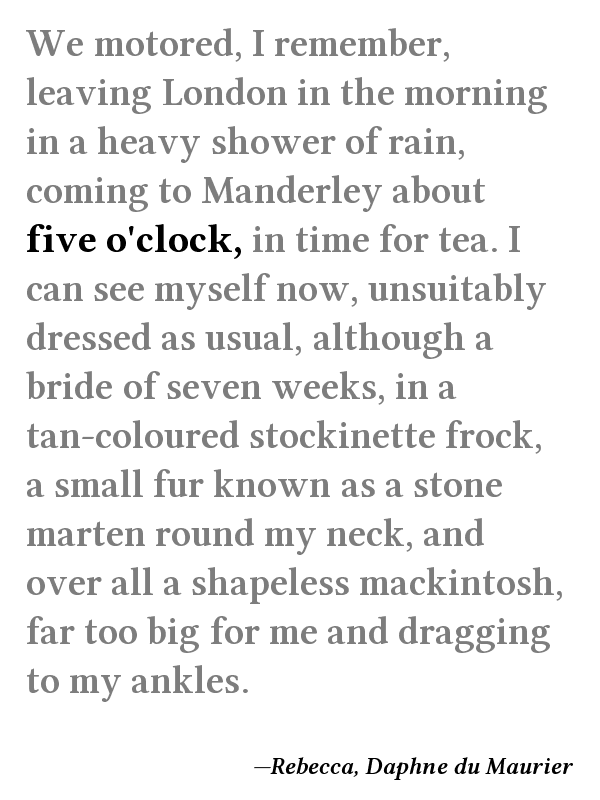 We motored, I remember,
leaving London in the morning
in a heavy shower of rain,
coming to Manderley about
five o'clock, in time for tea. I
can see myself now, unsuitably
dressed as usual, although a
bride of seven weeks, in a
tan-coloured stockinette frock,
a small fur known as a stone
marten round my neck, and
over all a shapeless mackintosh,
far too big for me and dragging
to my ankles.
—Rebecca, Daphne du Maurier